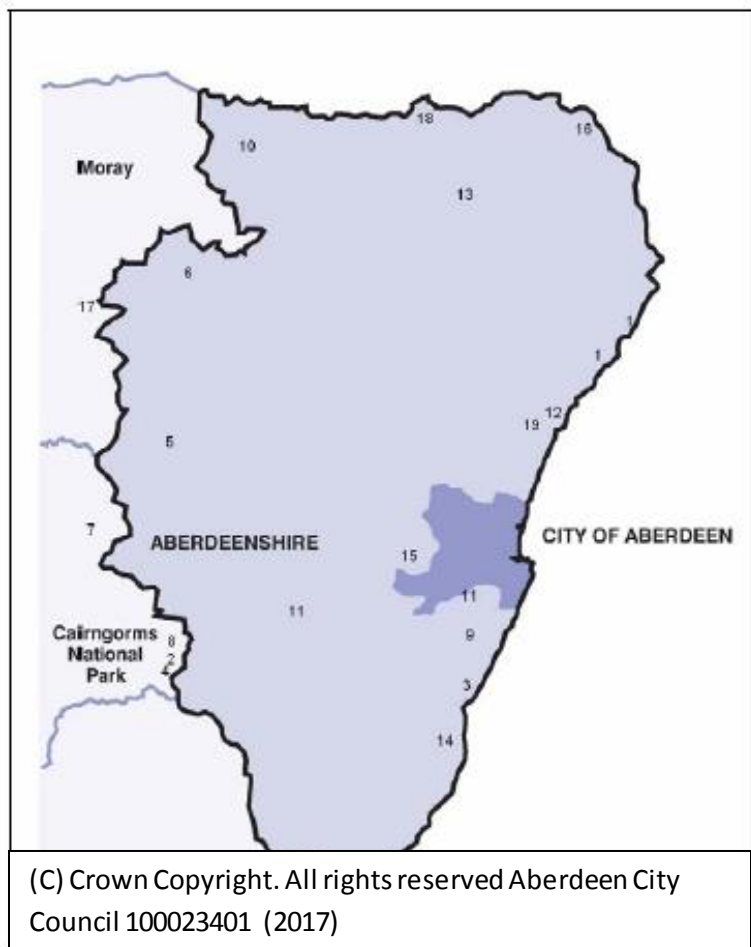 18
16
10
Moray
13
6
17
1
1
12
19
5
7
ABERDEENSHIRE
CITY OF ABERDEEN
15
11
11
Cairngorms
National
Park
8
2
4
9
3
14
(C) Crown Copyright. All rights reserved Aberdeen City
Council 100023401 (2017)